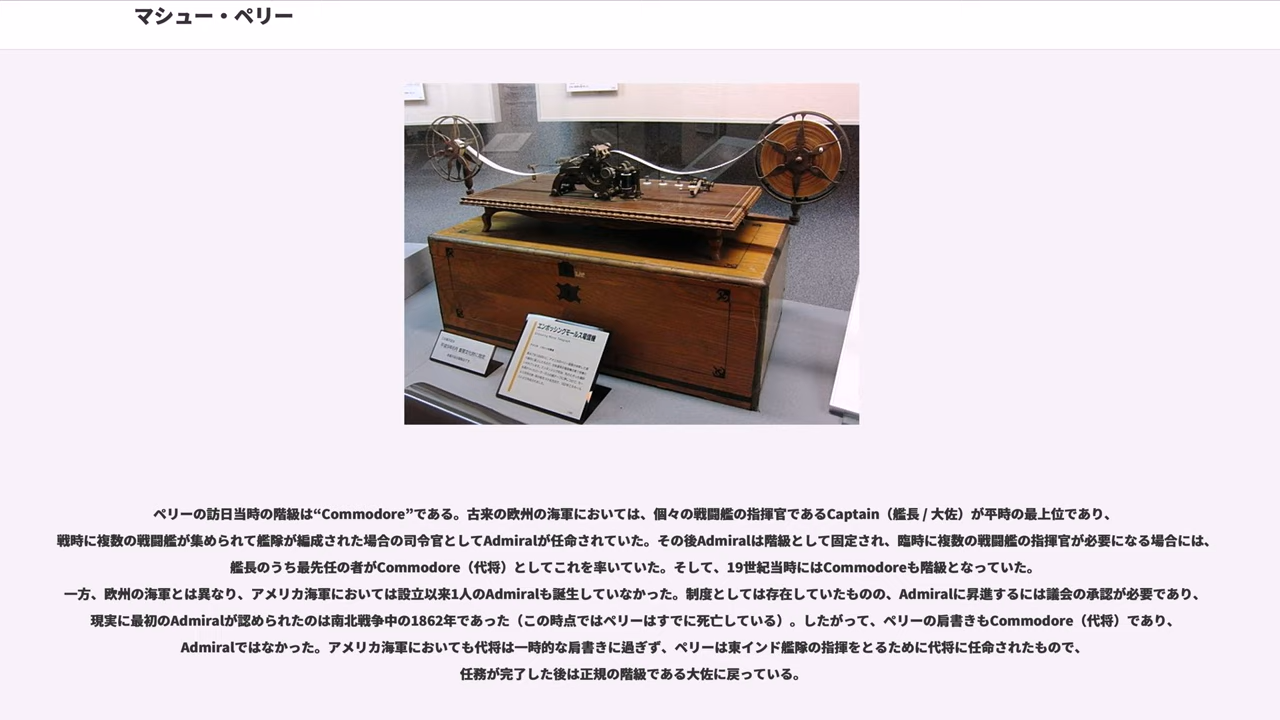 マシュー・ペリー
エンボッシングモールス電信機
ペリーの訪日当時の階級は“Commodore”である。古来の欧州の海軍においては、個々の戦闘艦の指揮官であるCaptain（艦長 / 大佐）が平時の最上位であり、
戦時に複数の戦闘艦が集められて艦隊が編成された場合の司令官としてAdmiralが任命されていた。その後Admiralは階級として固定され、臨時に複数の戦闘艦の指揮官が必要になる場合には、
艦長のうち最先任の者がCommodore（代将）としてこれを率いていた。そして、19世紀当時にはCommodoreも階級となっていた。
一方、欧州の海軍とは異なり、アメリカ海軍においては設立以来1人のAdmiralも誕生していなかった。制度としては存在していたものの、Admiralに昇進するには議会の承認が必要であり、
現実に最初のAdmiralが認められたのは南北戦争中の1862年であった（この時点ではペリーはすでに死亡している）。したがって、ペリーの肩書きもCommodore（代将）であり、
Admiralではなかった。アメリカ海軍においても代将は一時的な肩書きに過ぎず、ペリーは東インド艦隊の指揮をとるために代将に任命されたもので、
任務が完了した後は正規の階級である大佐に戻っている。